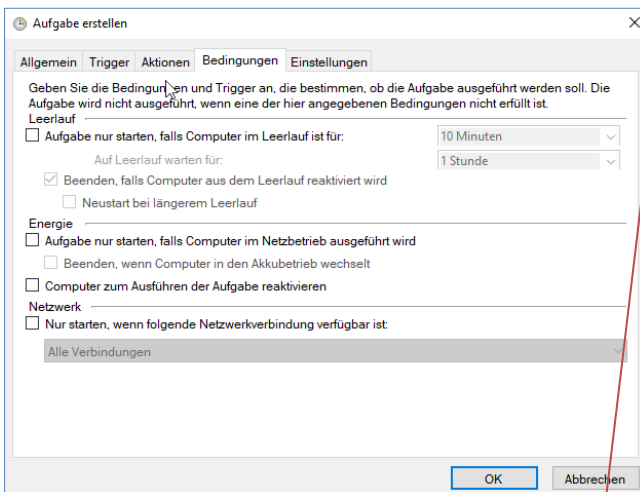 Aufgabe erstellen
Allgemein Trigger Aktionen Bedingungen Einstellungen
Geben Sie die Bedingungen und Trigger an, die bestimmen, ob die Aufgabe ausgeführt werden soll. Die
Aufgabe wird nicht ausgeführt, wenn eine der hier angegebenen Bedingungen nicht erfüllt ist.
Leerlauf
Aufgabe nur starten, falls Computer im Leerlauf ist für: 10 Minuten
Auf Leerlauf warten für: 1 Stunde
Beenden, falls Computer aus dem Leerlauf reaktiviert wird
Neustart bei längerem Leerlauf
Energie
Aufgabe nur starten, falls Computer im Netzbetrieb ausgeführt wird
Beenden, wenn Computer in den Akkubetrieb wechselt
Computer zum Ausführen der Aufgabe reaktivieren
Netzwerk
Nur starten, wenn folgende Netzwerkverbindung verfügbar ist:
Alle Verbindungen
OK Abbrechen